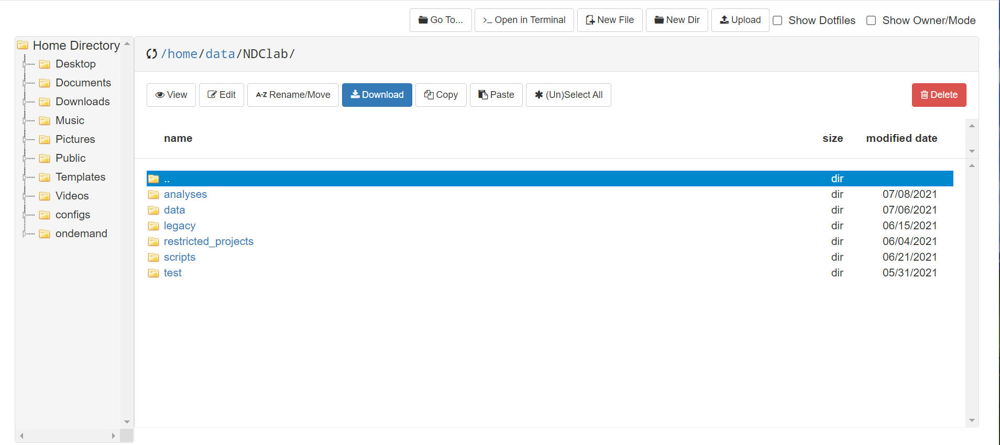 Go To... >_ Open in Terminal New File New Dir Upload Show Dotfiles Show Owner/Mode
Home Directory
Desktop
Documents
Downloads
Music
Pictures
Public
Templates
Videos
configs
ondemand
/home/data/NDClab/
View Edit A-Z Rename/Move Download Copy Paste (Un)Select All Delete
name size modified date
.. dir
analyses dir 07/08/2021
data dir 07/06/2021
legacy dir 06/15/2021
restricted_projects dir 06/04/2021
scripts dir 06/21/2021
test dir 05/31/2021